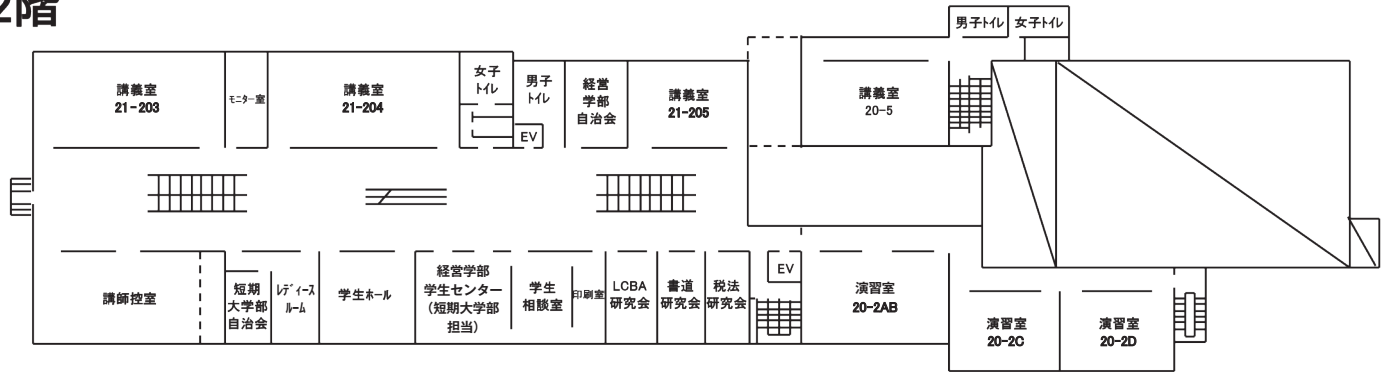 2階
男子トイレ
女子トイレ
講義室
21-203
モニター室
講義室
21-204
女子
トイレ
男子
トイレ
EV
経営
学部
自治会
講義室
21-205
講義室
20-5
講師控室
短期
大学部
自治会
レディース
ルーム
学生ホール
経営学部
学生センター
(短期大学部
担当)
学生
相談室
印刷室
LCBA
研究会
書道
研究会
税法
研究会
EV
演習室
20-2AB
演習室
20-2C
演習室
20-2D